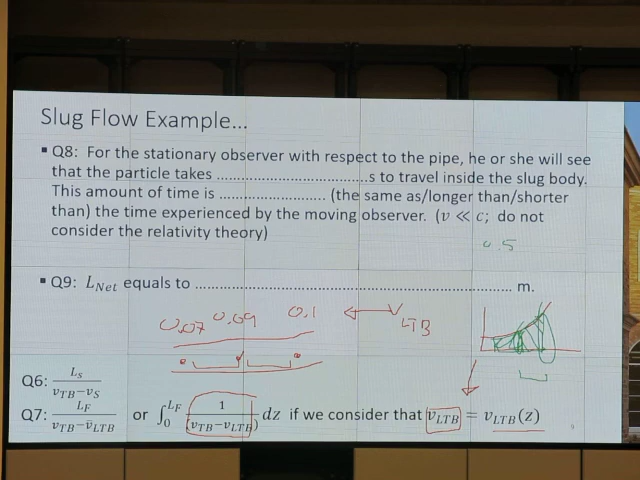 Slug Flow Example...
▪ Q8: For the stationary observer with respect to the pipe, he or she will see
that the particle takes ....................................s to travel inside the slug body.
This amount of time is ......................... (the same as/longer than/shorter
than) the time experienced by the moving observer. (v ≪ c; do not
consider the relativity theory)
0.5
▪ Q9: L_Net equals to .......................................................................... m.
0.07 0.09 0.1
LTB
Q6: L_S / (v_TB − v_S)
Q7: L_F / (v_TB − v̄_LTB) or ∫_0^{L_F} 1 / (v_TB − v_LTB) dz if we consider that v_LTB = v_LTB(z)